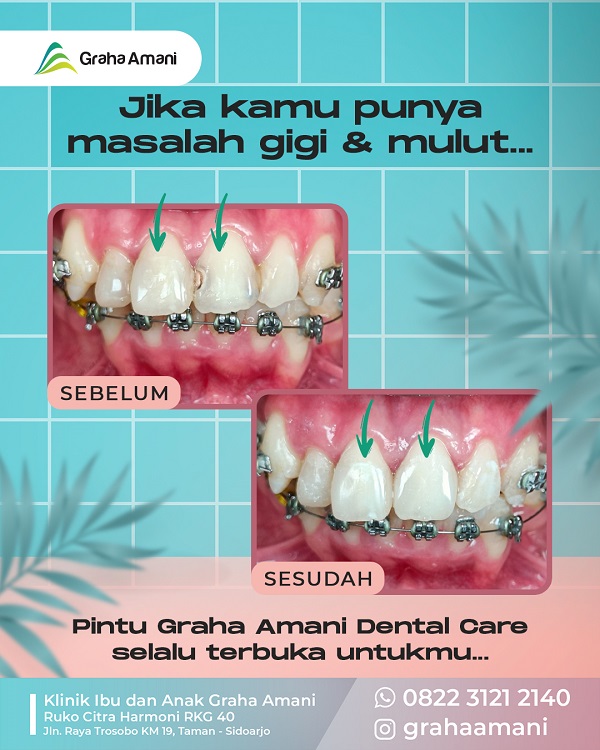 Graha Amani
Jika kamu punya
masalah gigi & mulut...
SEBELUM
SESUDAH
Pintu Graha Amani Dental Care
selalu terbuka untukmu...
Klinik Ibu dan Anak Graha Amani
Ruko Citra Harmoni RKG 40
Jln. Raya Trosobo KM 19, Taman - Sidoarjo
0822 3121 2140
grahaamani